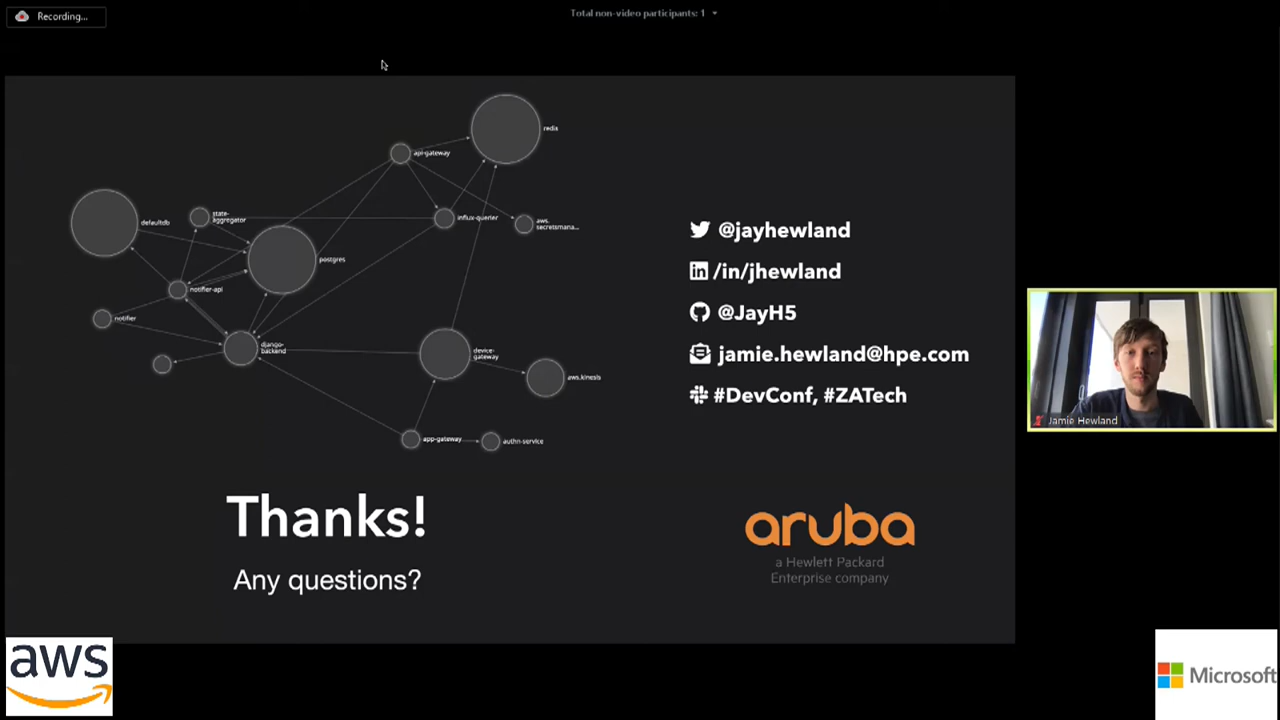 Recording...
Total non-video participants: 1
redis
api-gateway
state-
aggregator
defaultdb
influx-querier
aws.
secretsmana...
postgres
notifier-api
notifier
django-
backend
device-
gateway
aws.kinesis
app-gateway
authn-service
@jayhewland
/in/jhewland
@JayH5
jamie.hewland@hpe.com
#DevConf, #ZATech
Jamie Hewland
Thanks!
Any questions?
aruba
a Hewlett Packard
Enterprise company
aws
Microsoft